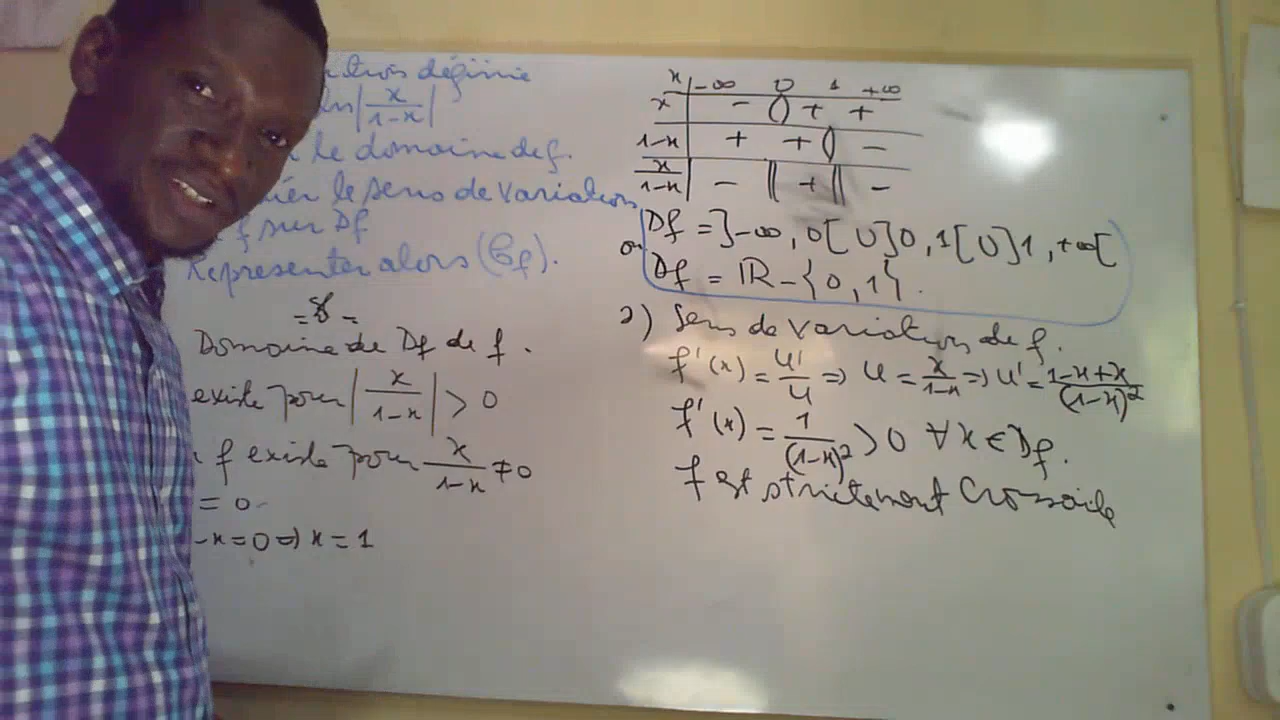 définie
ln|x/(1-x)|
le domaine de f.
le sens de variation
f sur Df
Représenter alors (Cf).
Domaine de Df de f.
existe pour |x/(1-x)| > 0
f existe pour x/(1-x) ≠ 0
= 0
-x = 0 => x = 1
x | -∞ 0 1 +∞
x | - 0 + +
1-x | + + 0 -
x/(1-x) | - || + || -
Df = ]-∞, 0[ U ]0, 1[ U ]1, +∞[
ou Df = IR - {0, 1}.
2) Sens de variation de f.
f'(x) = u'/u => u = x/(1-x) => u' = (1-x+x)/(1-x)²
f'(x) = 1/(1-x)² > 0 ∀x ∈ Df.
f est strictement croissante